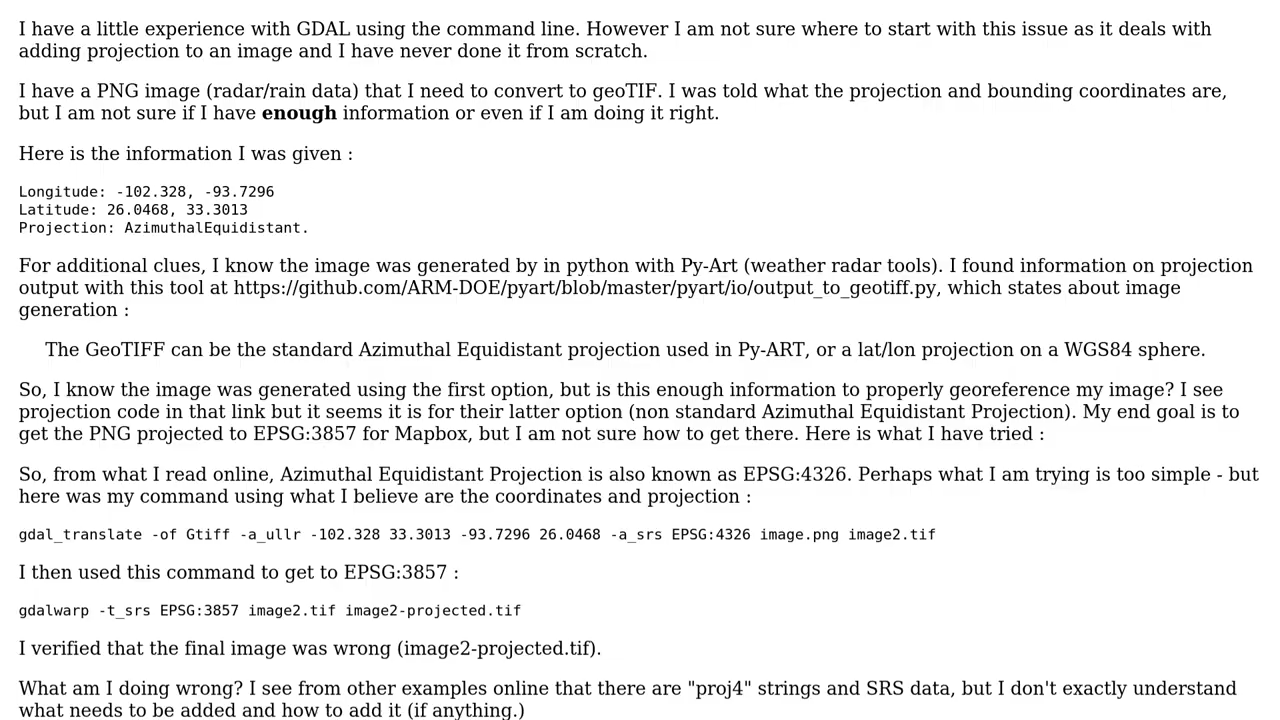 I have a little experience with GDAL using the command line. However I am not sure where to start with this issue as it deals with
adding projection to an image and I have never done it from scratch.
I have a PNG image (radar/rain data) that I need to convert to geoTIF. I was told what the projection and bounding coordinates are,
but I am not sure if I have enough information or even if I am doing it right.
Here is the information I was given :
Longitude: -102.328, -93.7296
Latitude: 26.0468, 33.3013
Projection: AzimuthalEquidistant.
For additional clues, I know the image was generated by in python with Py-Art (weather radar tools). I found information on projection
output with this tool at https://github.com/ARM-DOE/pyart/blob/master/pyart/io/output_to_geotiff.py, which states about image
generation :
The GeoTIFF can be the standard Azimuthal Equidistant projection used in Py-ART, or a lat/lon projection on a WGS84 sphere.
So, I know the image was generated using the first option, but is this enough information to properly georeference my image? I see
projection code in that link but it seems it is for their latter option (non standard Azimuthal Equidistant Projection). My end goal is to
get the PNG projected to EPSG:3857 for Mapbox, but I am not sure how to get there. Here is what I have tried :
So, from what I read online, Azimuthal Equidistant Projection is also known as EPSG:4326. Perhaps what I am trying is too simple - but
here was my command using what I believe are the coordinates and projection :
gdal_translate -of Gtiff -a_ullr -102.328 33.3013 -93.7296 26.0468 -a_srs EPSG:4326 image.png image2.tif
I then used this command to get to EPSG:3857 :
gdalwarp -t_srs EPSG:3857 image2.tif image2-projected.tif
I verified that the final image was wrong (image2-projected.tif).
What am I doing wrong? I see from other examples online that there are "proj4" strings and SRS data, but I don't exactly understand
what needs to be added and how to add it (if anything.)